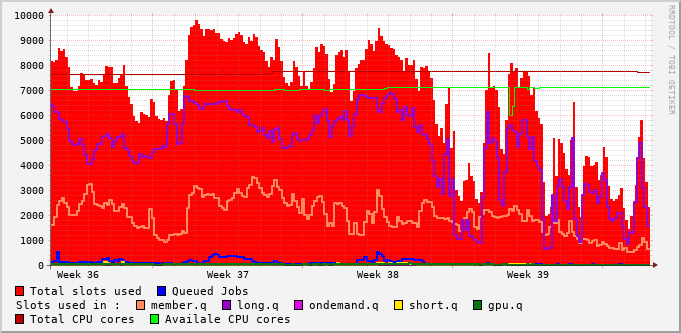 10000
9000
8000
7000
6000
5000
4000
3000
2000
1000
0
Week 36 Week 37 Week 38 Week 39
RRDTOOL / TOBI OETIKER
Total slots used Queued Jobs
Slots used in : member.q long.q ondemand.q short.q gpu.q
Total CPU cores Availale CPU cores